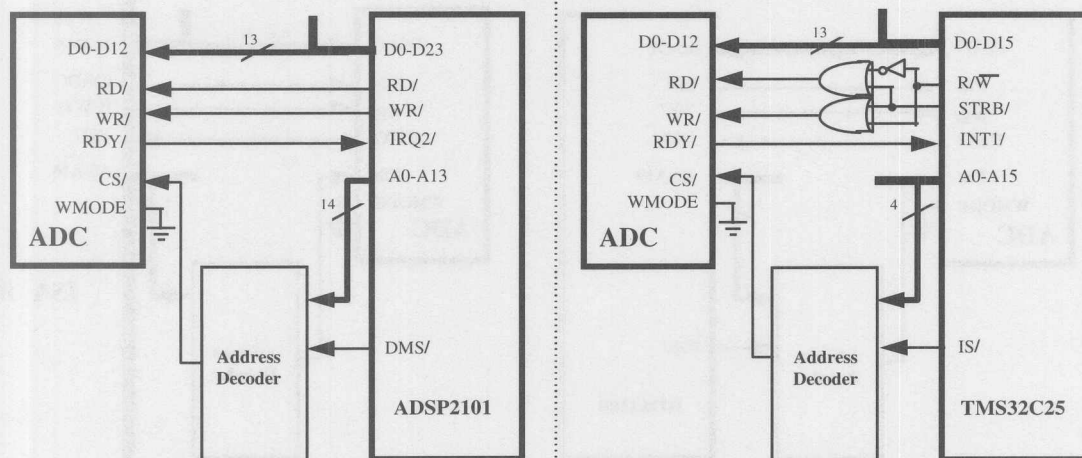 D0-D12
13
D0-D23
RD/
RD/
WR/
WR/
RDY/
IRQ2/
CS/
A0-A13
WMODE
14
ADC
Address
Decoder
DMS/
ADSP2101
D0-D12
13
D0-D15
RD/
R/W
WR/
STRB/
RDY/
INT1/
CS/
A0-A15
WMODE
4
ADC
Address
Decoder
IS/
TMS32C25